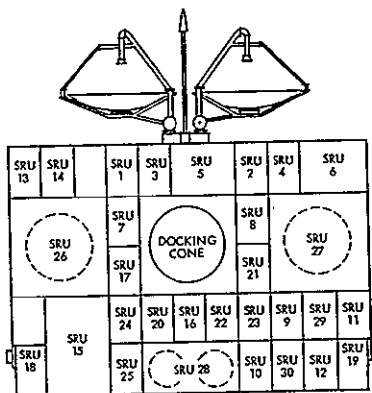 SRU 13
SRU 14
SRU 1
SRU 3
SRU 5
SRU 2
SRU 4
SRU 6
SRU 7
SRU 8
SRU 26
DOCKING CONE
SRU 27
SRU 17
SRU 21
SRU 24
SRU 20
SRU 16
SRU 22
SRU 23
SRU 9
SRU 29
SRU 11
SRU 15
SRU 18
SRU 25
SRU 28
SRU 10
SRU 30
SRU 12
SRU 19